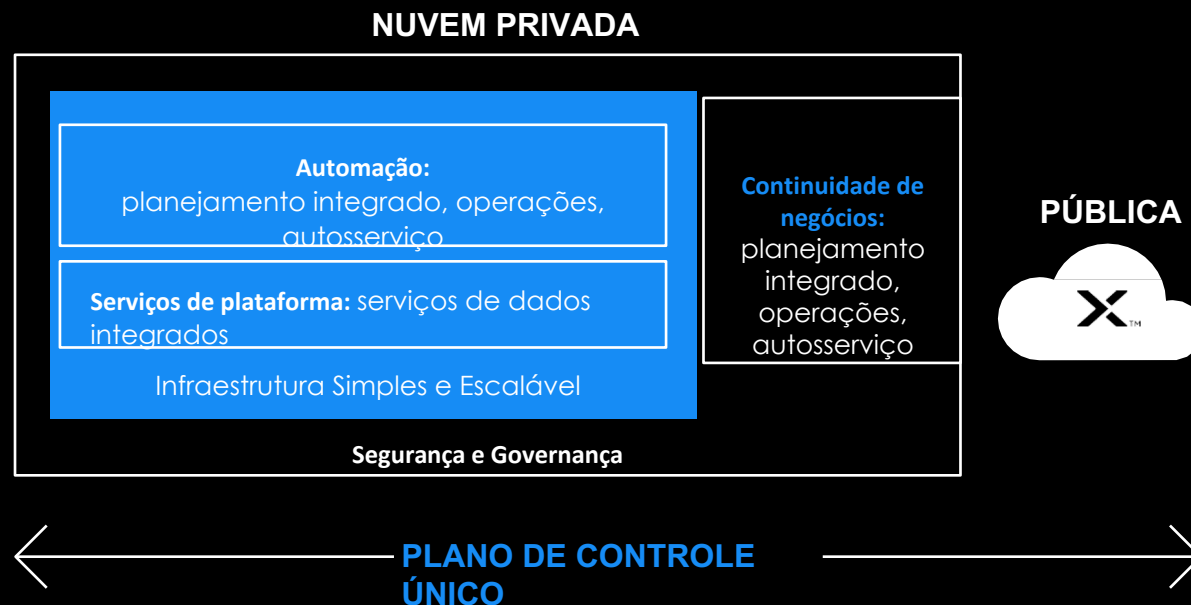 NUVEM PRIVADA
Automação:
planejamento integrado, operações,
autosserviço
Serviços de plataforma: serviços de dados
integrados
Infraestrutura Simples e Escalável
Segurança e Governança
Continuidade de
negócios:
planejamento
integrado,
operações,
autosserviço
PÚBLICA
X™
PLANO DE CONTROLE
ÚNICO